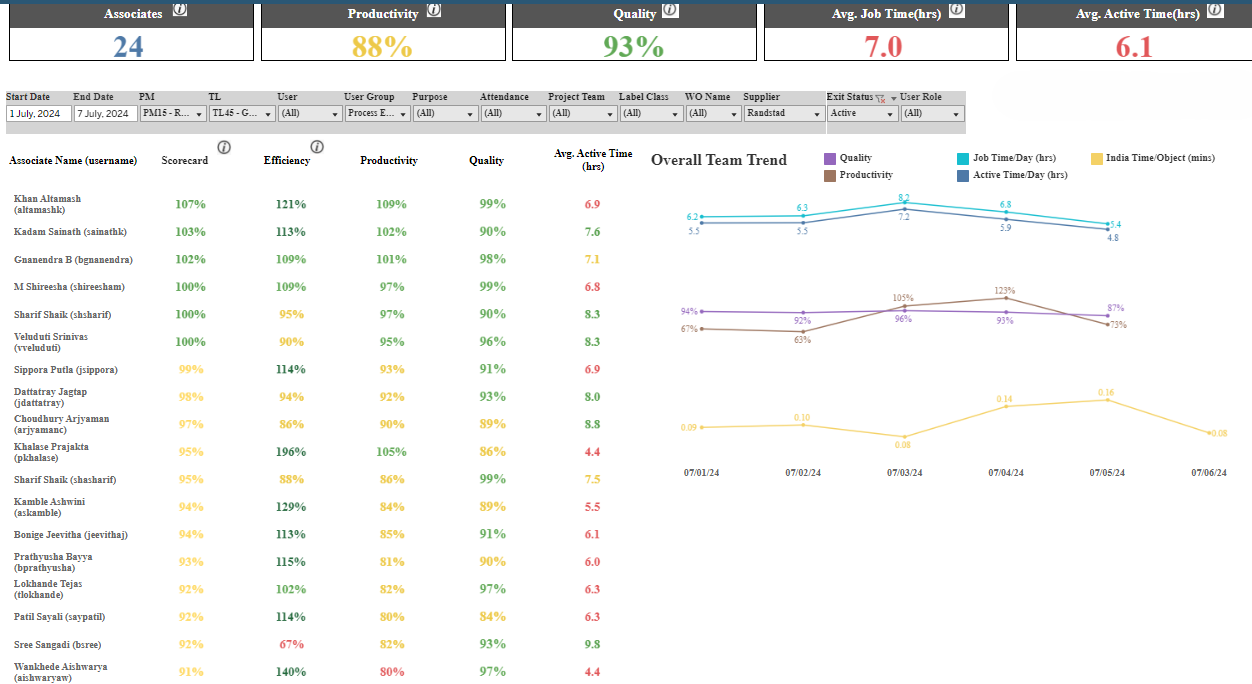 Associates
Productivity
Quality
Avg. Job Time(hrs)
Avg. Active Time(hrs)
24
88%
93%
7.0
6.1
Start Date End Date PM TL User User Group Purpose Attendance Project Team Label Class WO Name Supplier Exit Status User Role
1 July, 2024 7 July, 2024 PM15 - R... TL45 - G... (All) Process E... (All) (All) (All) (All) (All) Randstad Active (All)
Associate Name (username) Scorecard Efficiency Productivity Quality Avg. Active Time
(hrs)
Khan Altamash
(altamashk) 107% 121% 109% 99% 6.9
Kadam Sainath (sainathk) 103% 113% 102% 90% 7.6
Gnanendra B (bgnanendra) 102% 109% 101% 98% 7.1
M Shireesha (shireesham) 100% 109% 97% 99% 6.8
Sharif Shaik (shsharif) 100% 95% 97% 90% 8.3
Veluduti Srinivas
(vveluduti) 100% 90% 95% 96% 8.3
Sippora Putla (jsippora) 99% 114% 93% 91% 6.9
Dattatray Jagtap
(jdattatray) 98% 94% 92% 93% 8.0
Choudhury Arjyaman
(arjyamanc) 97% 86% 90% 89% 8.8
Khalase Prajakta
(pkhalase) 95% 196% 105% 86% 4.4
Sharif Shaik (shasharif) 95% 88% 86% 99% 7.5
Kamble Ashwini
(askamble) 94% 129% 84% 89% 5.5
Bonige Jeevitha (jeevithaj) 94% 113% 85% 91% 6.1
Prathyusha Bayya
(bprathyusha) 93% 115% 81% 90% 6.0
Lokhande Tejas
(tlokhande) 92% 102% 82% 97% 6.3
Patil Sayali (saypatil) 92% 114% 80% 84% 6.3
Sree Sangadi (bsree) 92% 67% 82% 93% 9.8
Wankhede Aishwarya
(aishwaryaw) 91% 140% 80% 97% 4.4
Overall Team Trend
Quality Job Time/Day (hrs) India Time/Object (mins)
Productivity Active Time/Day (hrs)
6.2 6.3 8.2 6.8 5.4
5.5 5.5 7.2 5.9 4.8
94% 92% 96% 95% 87%
67% 63% 105% 123% 73%
0.09 0.10 0.08 0.14 0.16 0.08
07/01/24 07/02/24 07/03/24 07/04/24 07/05/24 07/06/24